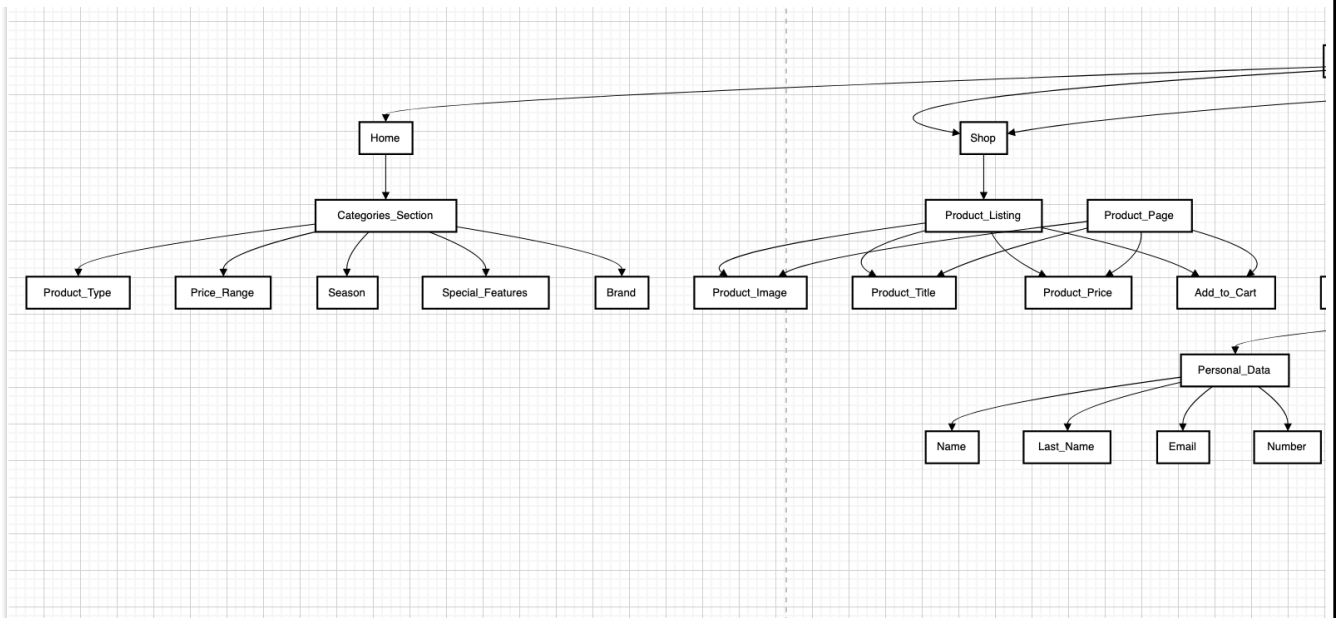 Home
Shop
Categories_Section
Product_Listing
Product_Page
Product_Type
Price_Range
Season
Special_Features
Brand
Product_Image
Product_Title
Product_Price
Add_to_Cart
Personal_Data
Name
Last_Name
Email
Number